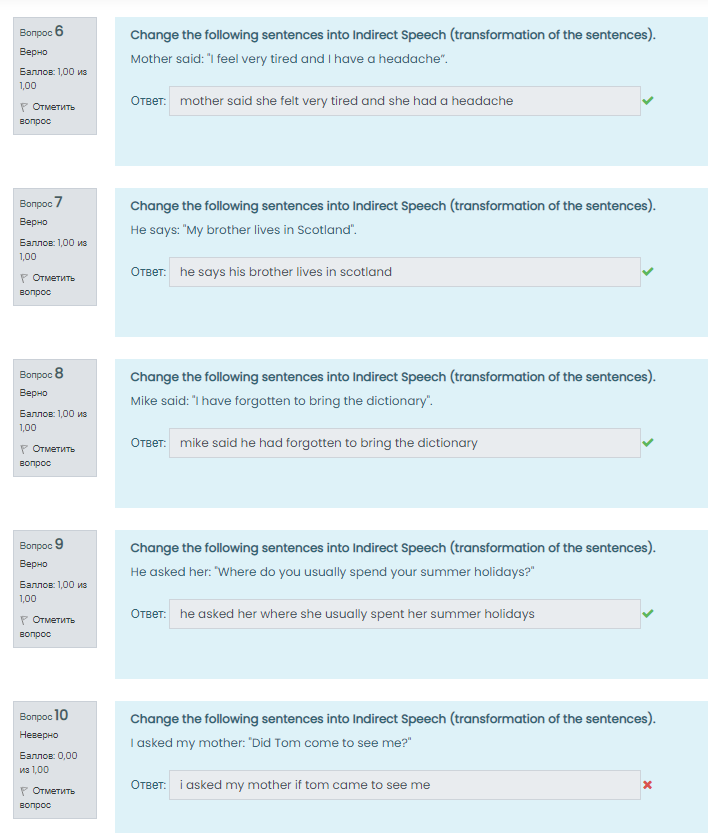 Вопрос 6
Верно
Баллов: 1,00 из
1,00
Отметить
вопрос
Change the following sentences into Indirect Speech (transformation of the sentences).
Mother said: "I feel very tired and I have a headache”.
Ответ: mother said she felt very tired and she had a headache
Вопрос 7
Верно
Баллов: 1,00 из
1,00
Отметить
вопрос
Change the following sentences into Indirect Speech (transformation of the sentences).
He says: "My brother lives in Scotland".
Ответ: he says his brother lives in scotland
Вопрос 8
Верно
Баллов: 1,00 из
1,00
Отметить
вопрос
Change the following sentences into Indirect Speech (transformation of the sentences).
Mike said: "I have forgotten to bring the dictionary".
Ответ: mike said he had forgotten to bring the dictionary
Вопрос 9
Верно
Баллов: 1,00 из
1,00
Отметить
вопрос
Change the following sentences into Indirect Speech (transformation of the sentences).
He asked her: "Where do you usually spend your summer holidays?"
Ответ: he asked her where she usually spent her summer holidays
Вопрос 10
Неверно
Баллов: 0,00
из 1,00
Отметить
вопрос
Change the following sentences into Indirect Speech (transformation of the sentences).
I asked my mother: "Did Tom come to see me?"
Ответ: i asked my mother if tom came to see me